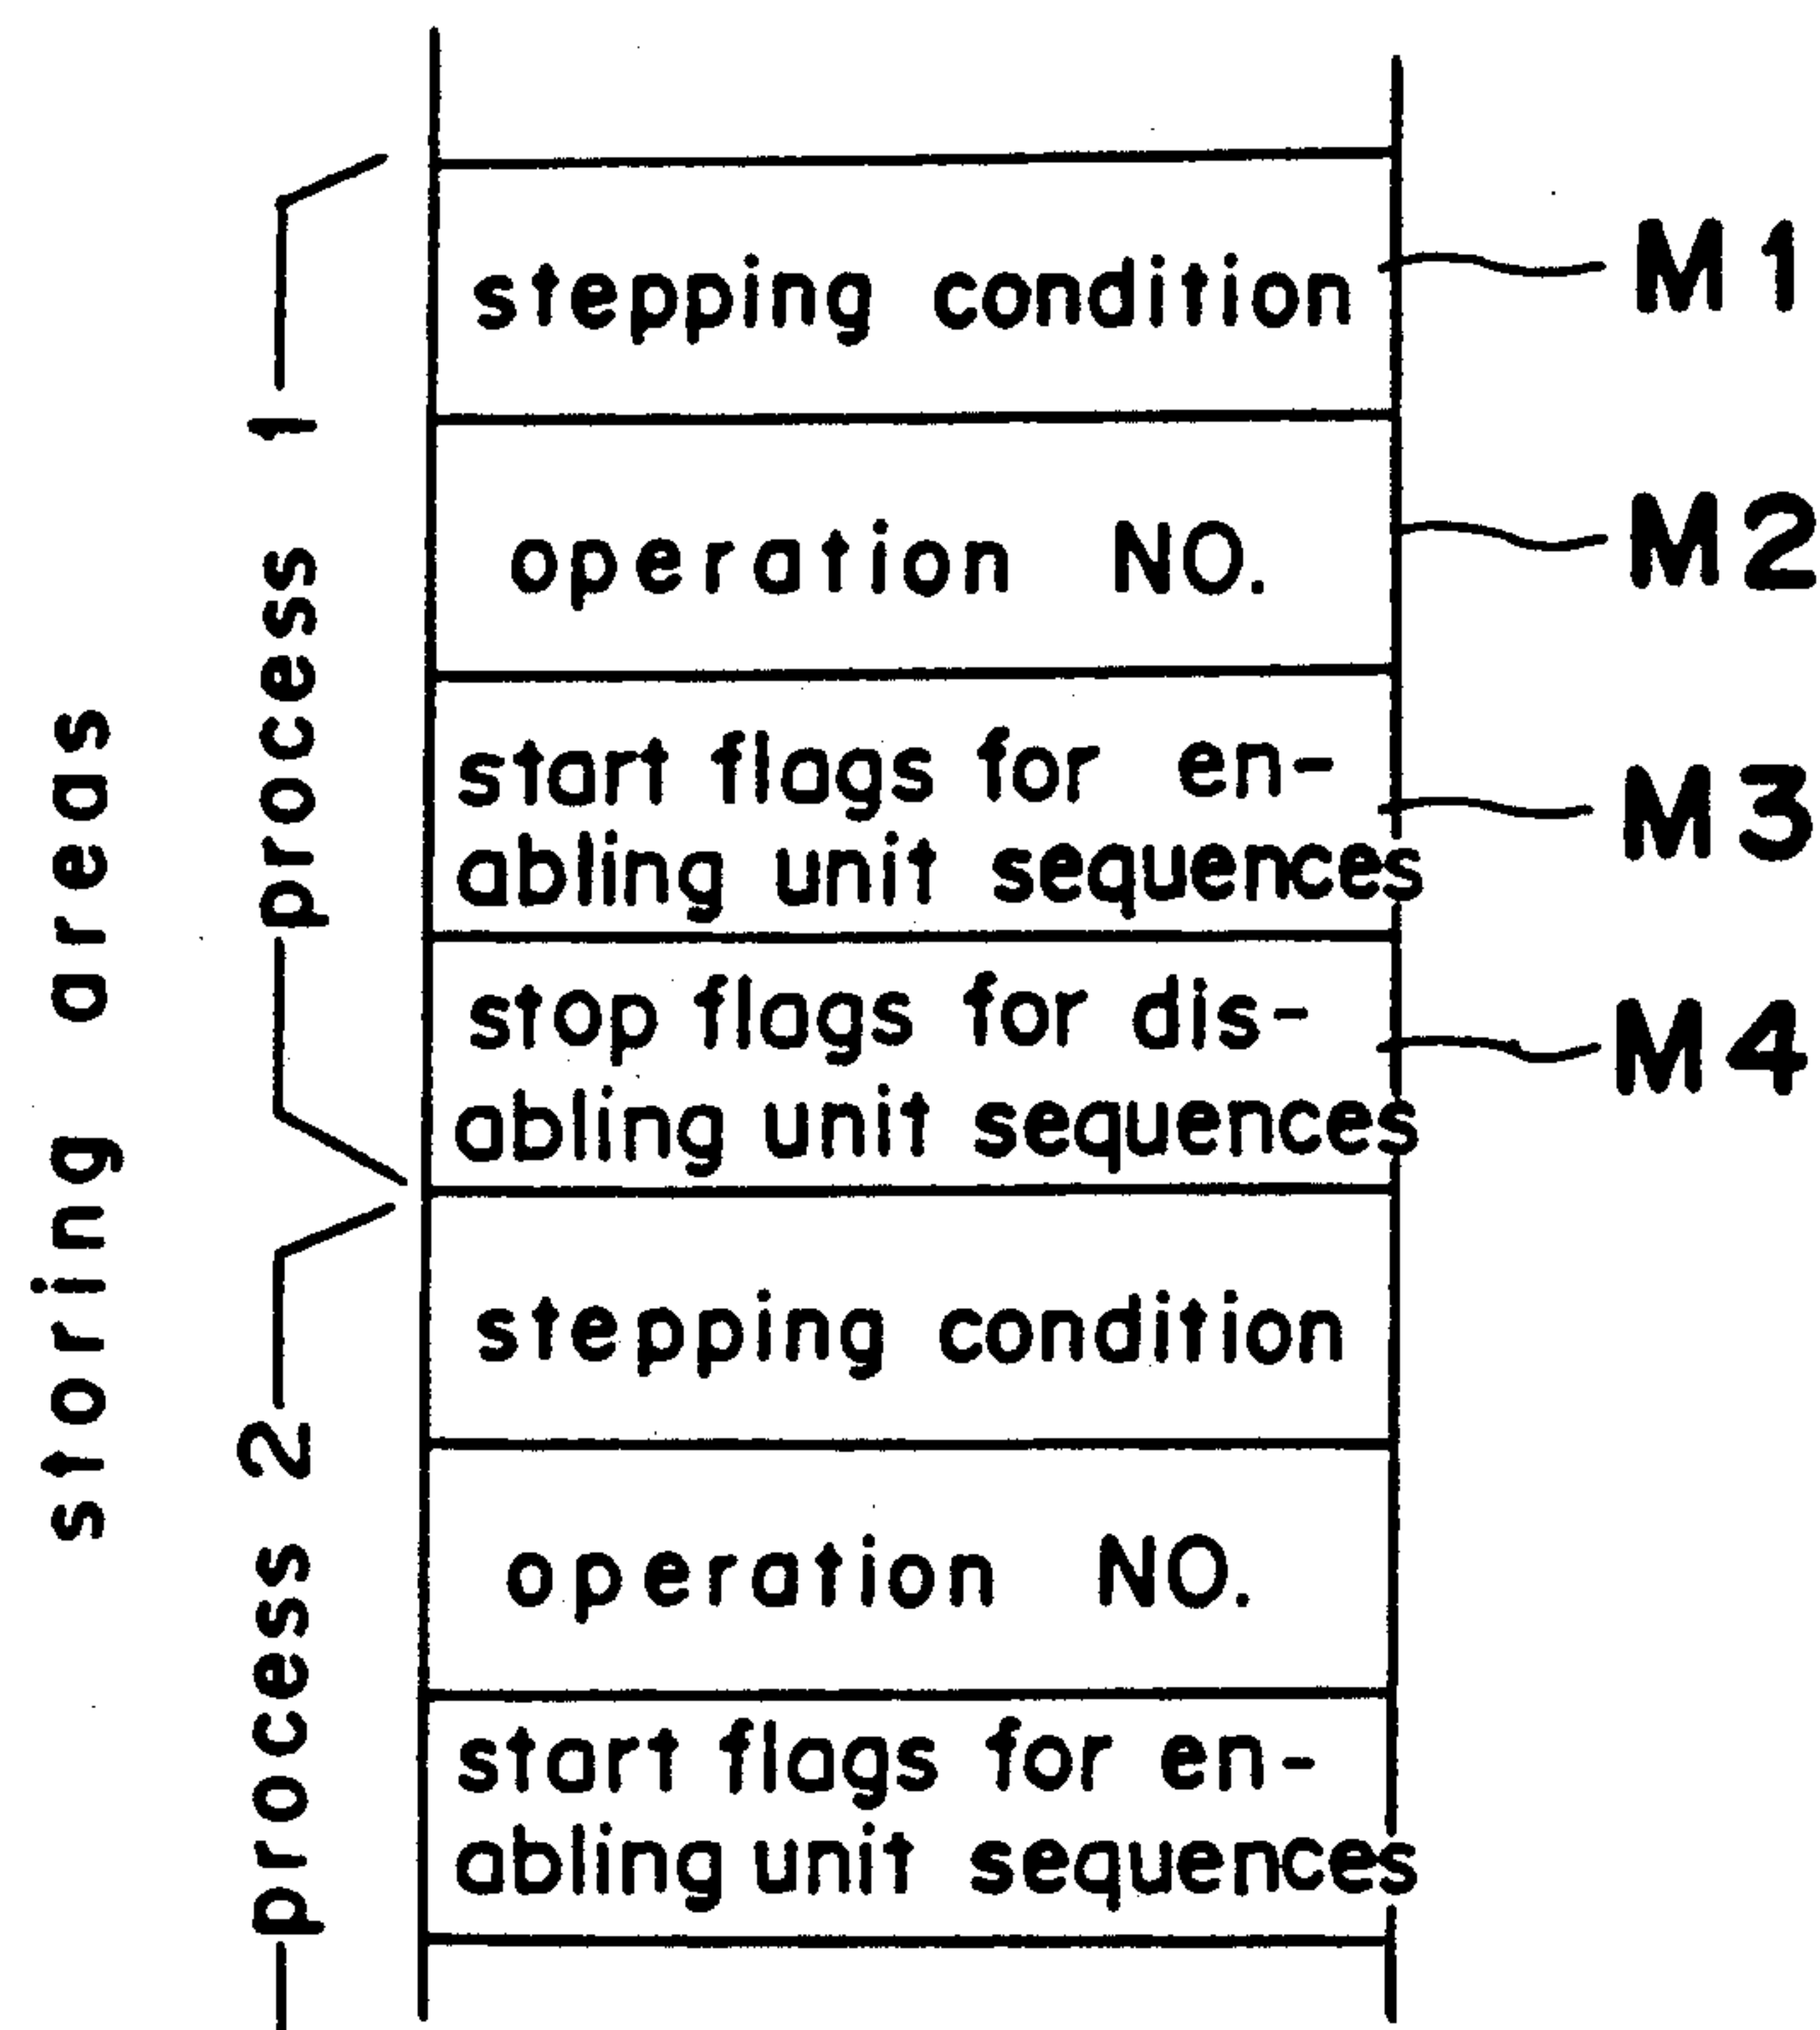 storing areas
process 1
stepping condition
M1
operation NO.
M2
start flags for en-
abling unit sequences
M3
stop flags for dis-
abling unit sequences
M4
process 2
stepping condition
operation NO.
start flags for en-
abling unit sequences